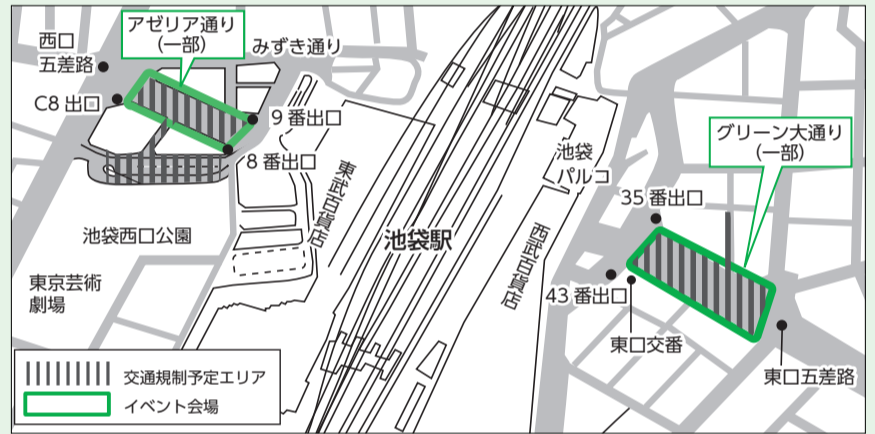 アゼリア通り
(一部)
みずき通り
西口
五差路
C8 出口
9 番出口
8 番出口
池袋西口公園
東京芸術
劇場
東武百貨店
池袋駅
西武百貨店
池袋
パルコ
グリーン大通り
(一部)
35 番出口
43 番出口
東口交番
東口五差路
交通規制予定エリア
イベント会場